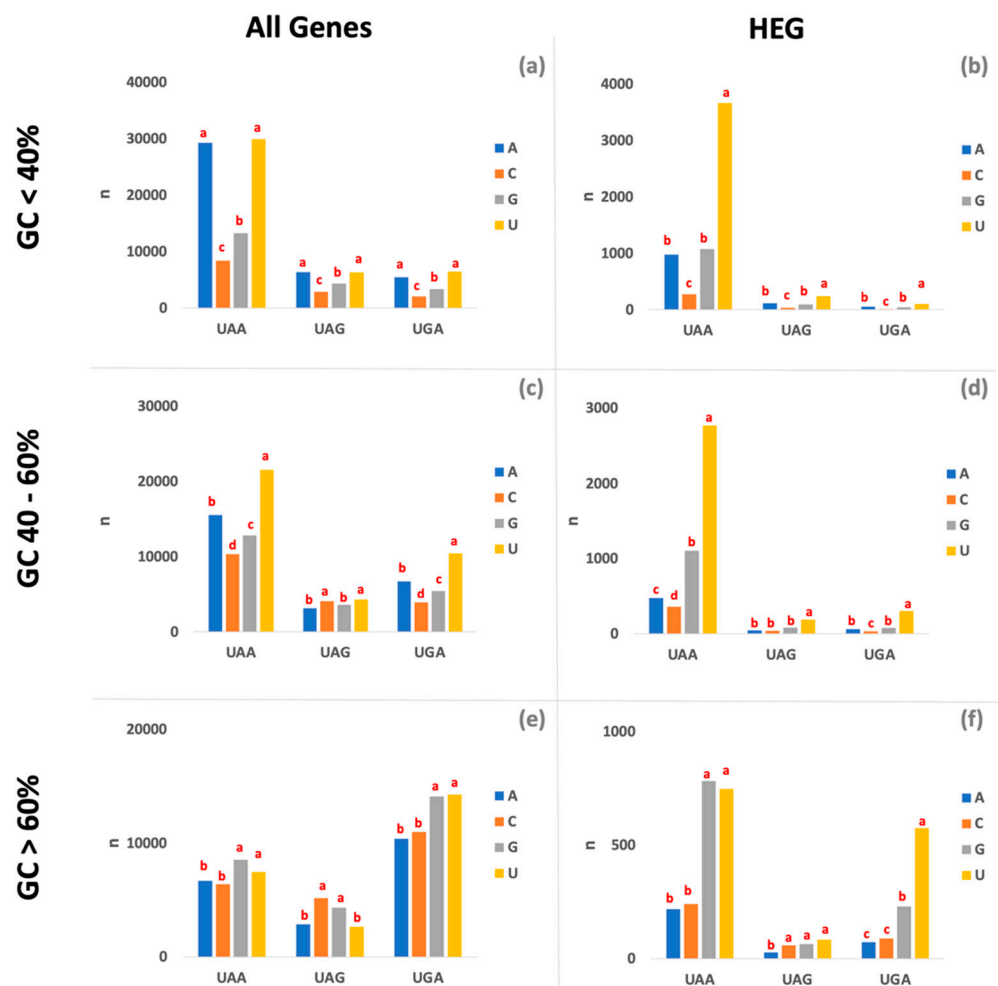 All Genes
HEG
GC < 40%
(a)
40000
30000
20000
10000
0
n
a
c
b
a
a
c
b
a
a
c
b
a
UAA
UAG
UGA
A
C
G
U
(b)
4000
3000
2000
1000
0
n
b
c
b
a
b
c
b
a
b
c
b
a
UAA
UAG
UGA
A
C
G
U
GC 40 - 60%
(c)
30000
20000
10000
0
n
b
d
c
a
b
a
b
a
b
d
c
a
UAA
UAG
UGA
A
C
G
U
(d)
3000
2000
1000
0
n
c
d
b
a
b
b
b
a
b
c
b
a
UAA
UAG
UGA
A
C
G
U
GC > 60%
(e)
20000
10000
0
n
b
b
a
a
b
a
a
b
b
b
a
a
UAA
UAG
UGA
A
C
G
U
(f)
1000
500
0
n
b
b
a
a
b
a
a
a
c
c
b
a
UAA
UAG
UGA
A
C
G
U